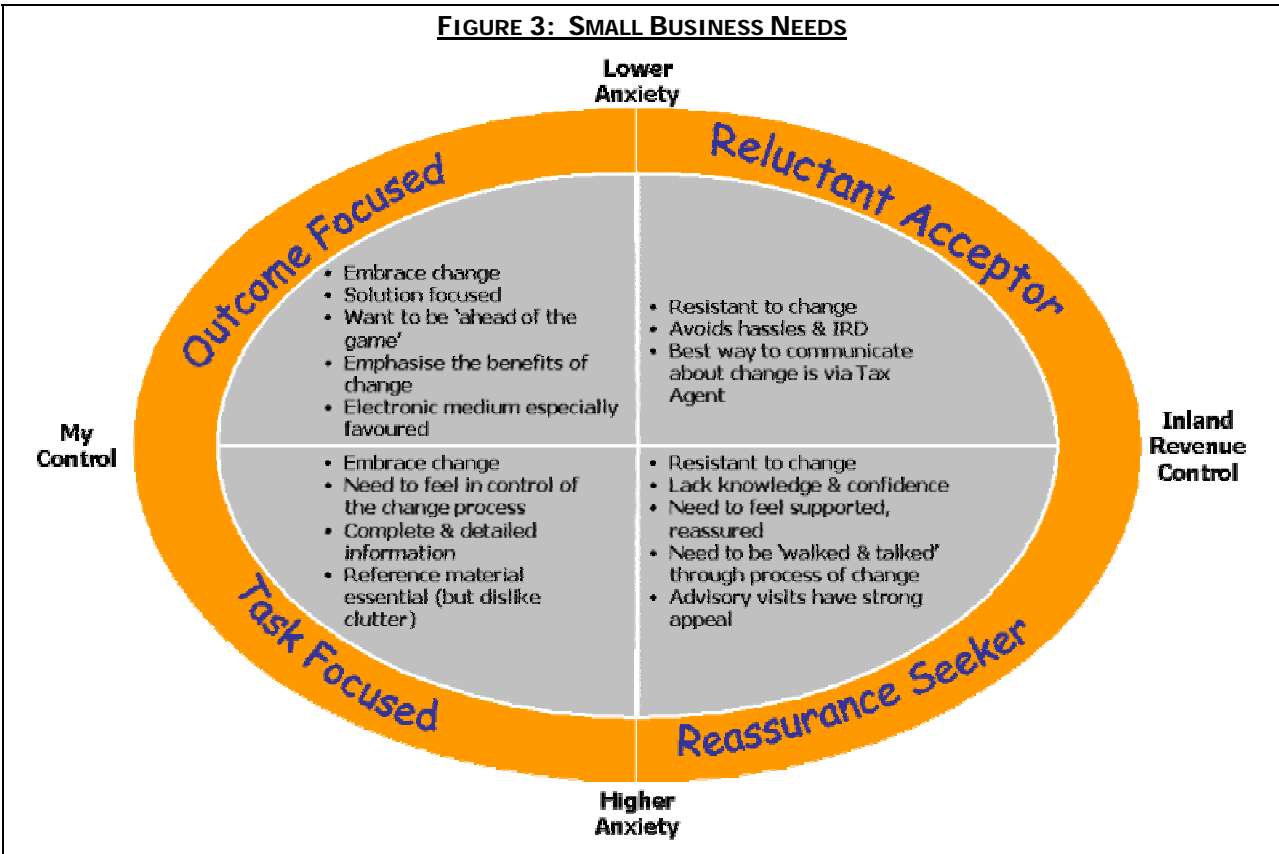 FIGURE 3: SMALL BUSINESS NEEDS
Lower
Anxiety
Outcome Focused
Reluctant Acceptor
• Embrace change
• Solution focused
• Want to be 'ahead of the
game'
• Emphasise the benefits of
change
• Electronic medium especially
favoured
• Resistant to change
• Avoids hassles & IRD
• Best way to communicate
about change is via Tax
Agent
My
Control
Inland
Revenue
Control
• Embrace change
• Need to feel in control of
the change process
• Complete & detailed
information
• Reference material
essential (but dislike
clutter)
• Resistant to change
• Lack knowledge & confidence
• Need to feel supported,
reassured
• Need to be 'walked & talked'
through process of change
• Advisory visits have strong
appeal
Task Focused
Reassurance Seeker
Higher
Anxiety